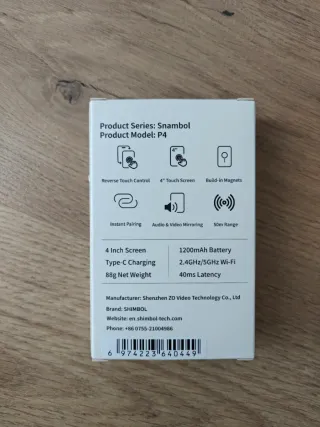 Product Series: Snambol
Product Model: P4
Reverse Touch Control
4"
4" Touch Screen
Build-in Magnets
Instant Pairing
Audio & Video Mirroring
50m Range
4 Inch Screen
1200mAh Battery
Type-C Charging
2.4GHz/5GHz Wi-Fi
88g Net Weight
40ms Latency
Manufacturer: Shenzhen ZO Video Technology Co., Ltd
Brand: SHIMBOL
Website: en.shimbol-tech.com
Phone: +86 0755-21004986
6 974223 640449